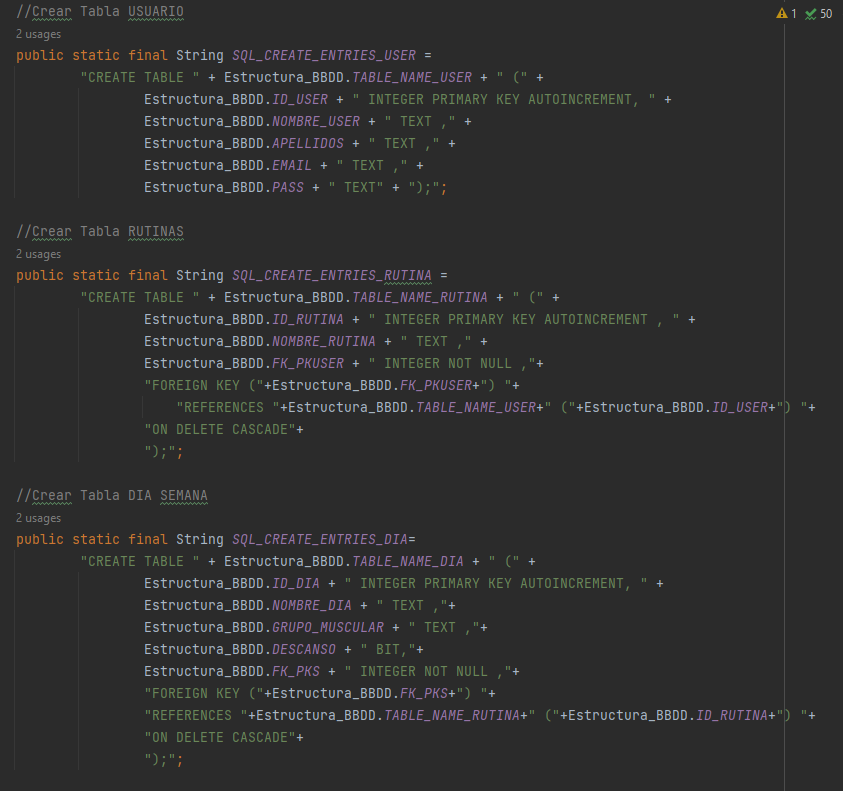 //Crear Tabla USUARIO
1 50
2 usages
public static final String SQL_CREATE_ENTRIES_USER =
"CREATE TABLE " + Estructura_BBDD.TABLE_NAME_USER + " (" +
Estructura_BBDD.ID_USER + " INTEGER PRIMARY KEY AUTOINCREMENT, " +
Estructura_BBDD.NOMBRE_USER + " TEXT ," +
Estructura_BBDD.APELLIDOS + " TEXT ," +
Estructura_BBDD.EMAIL + " TEXT ," +
Estructura_BBDD.PASS + " TEXT" + ");";
//Crear Tabla RUTINAS
2 usages
public static final String SQL_CREATE_ENTRIES_RUTINA =
"CREATE TABLE " + Estructura_BBDD.TABLE_NAME_RUTINA + " (" +
Estructura_BBDD.ID_RUTINA + " INTEGER PRIMARY KEY AUTOINCREMENT , " +
Estructura_BBDD.NOMBRE_RUTINA + " TEXT ," +
Estructura_BBDD.FK_PKUSER + " INTEGER NOT NULL ,"+
"FOREIGN KEY ("+Estructura_BBDD.FK_PKUSER+") "+
"REFERENCES "+Estructura_BBDD.TABLE_NAME_USER+" ("+Estructura_BBDD.ID_USER+") "+
"ON DELETE CASCADE"+
");";
//Crear Tabla DIA SEMANA
2 usages
public static final String SQL_CREATE_ENTRIES_DIA=
"CREATE TABLE " + Estructura_BBDD.TABLE_NAME_DIA + " (" +
Estructura_BBDD.ID_DIA + " INTEGER PRIMARY KEY AUTOINCREMENT, " +
Estructura_BBDD.NOMBRE_DIA + " TEXT ,"+
Estructura_BBDD.GRUPO_MUSCULAR + " TEXT ,"+
Estructura_BBDD.DESCANSO + " BIT,"+
Estructura_BBDD.FK_PKS + " INTEGER NOT NULL ,"+
"FOREIGN KEY ("+Estructura_BBDD.FK_PKS+") "+
"REFERENCES "+Estructura_BBDD.TABLE_NAME_RUTINA+" ("+Estructura_BBDD.ID_RUTINA+") "+
"ON DELETE CASCADE"+
");";